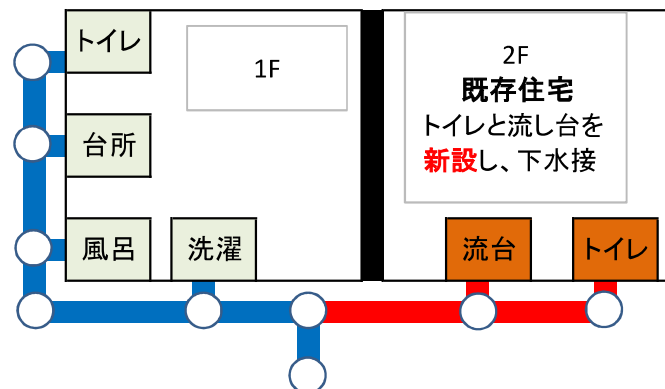 トイレ
台所
風呂
洗濯
1F
2F
既存住宅
トイレと流し台を
新設し、下水接
流台
トイレ